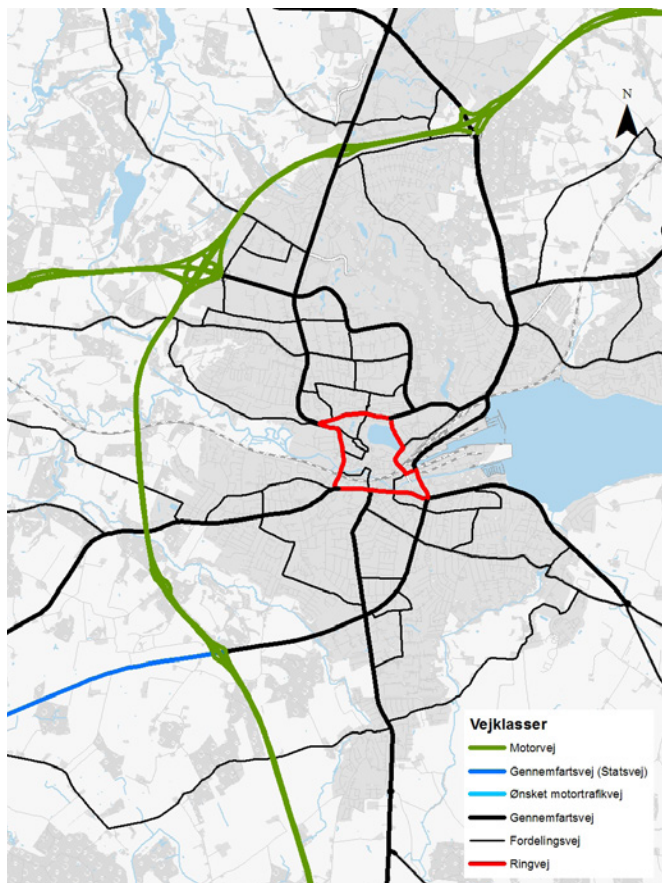 N
Vejklasser
Motorvej
Gennemfartsvej (Statsvej)
Ønsket motortrafikvej
Gennemfartsvej
Fordelingsvej
Ringvej